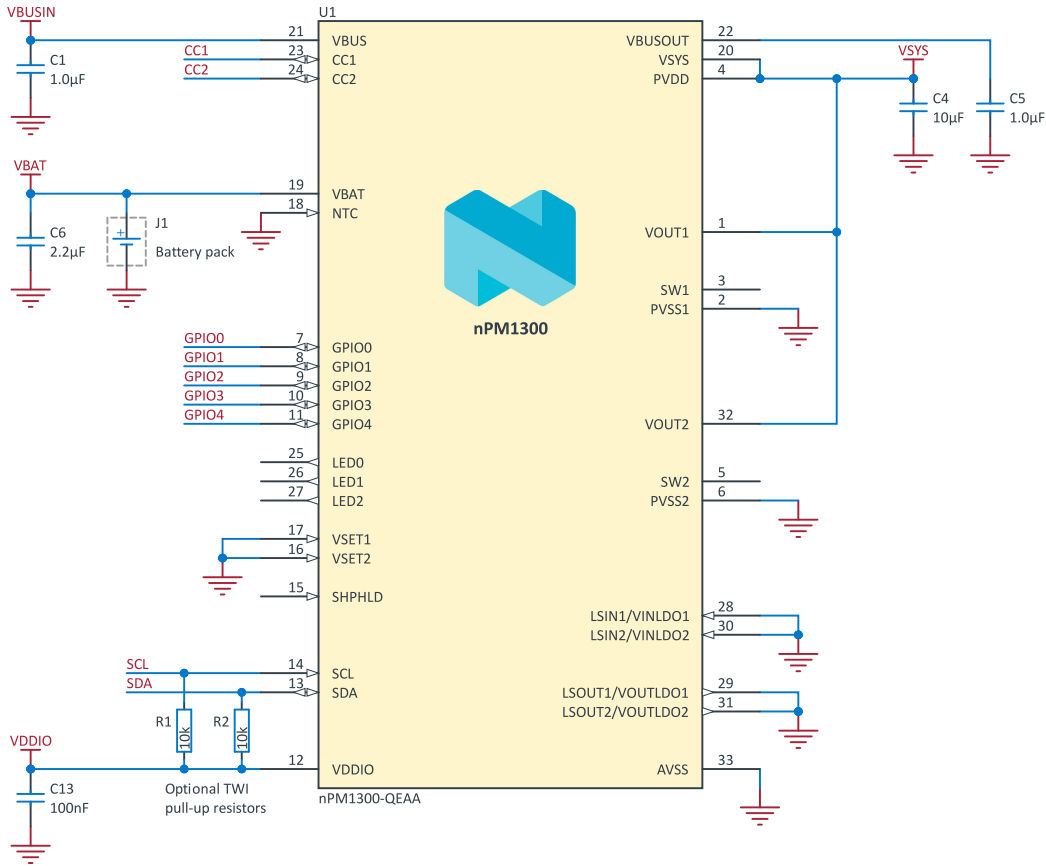 VBUSIN
C1
1.0µF
CC1
CC2
VBAT
C6
2.2µF
+
J1
Battery pack
GPIO0
GPIO1
GPIO2
GPIO3
GPIO4
SCL
SDA
R1
10k
R2
10k
VDDIO
C13
100nF
Optional TWI
pull-up resistors
U1
21 VBUS
23 CC1
24 CC2
19 VBAT
18 NTC
7 GPIO0
8 GPIO1
9 GPIO2
10 GPIO3
11 GPIO4
25 LED0
26 LED1
27 LED2
17 VSET1
16 VSET2
15 SHPHLD
14 SCL
13 SDA
12 VDDIO
nPM1300
nPM1300-QEAA
VBUSOUT 22
VSYS 20
PVDD 4
VOUT1 1
SW1 3
PVSS1 2
VOUT2 32
SW2 5
PVSS2 6
LSIN1/VINLDO1 28
LSIN2/VINLDO2 30
LSOUT1/VOUTLDO1 29
LSOUT2/VOUTLDO2 31
AVSS 33
VSYS
C4
10µF
C5
1.0µF